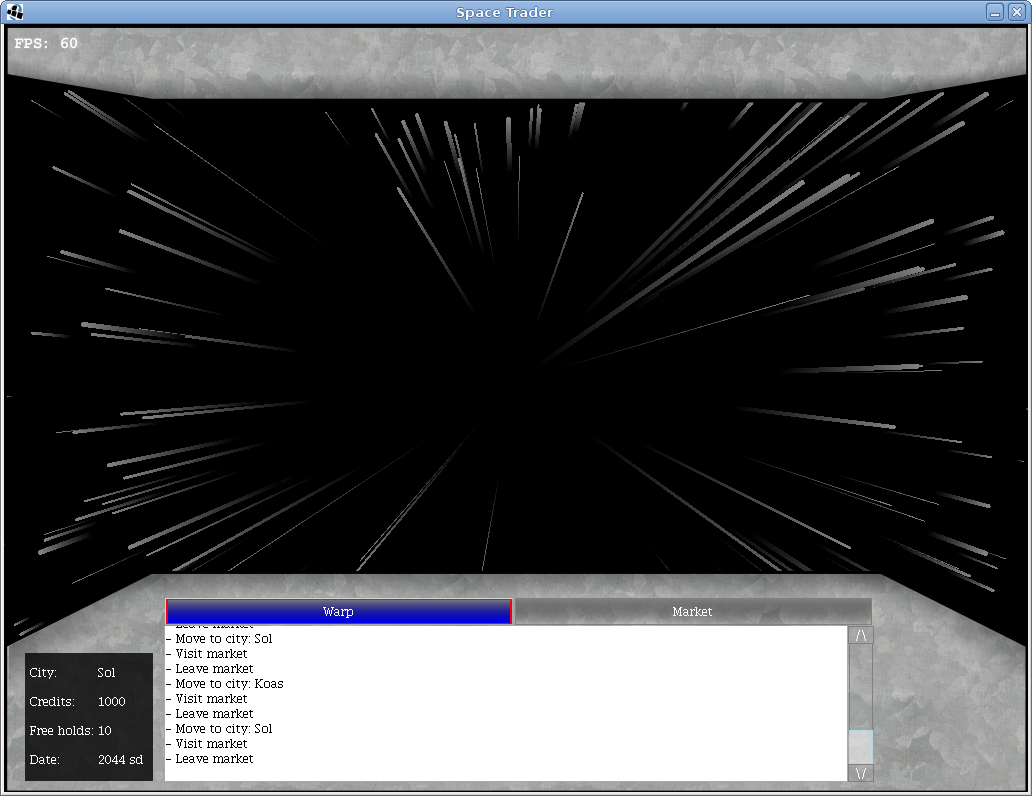 Space Trader
FPS: 60
Warp
Market
- Leave market
- Move to city: Sol
- Visit market
- Leave market
- Move to city: Koas
- Visit market
- Leave market
- Move to city: Sol
- Visit market
- Leave market
/\
\/
City: Sol
Credits: 1000
Free holds: 10
Date: 2044 sd